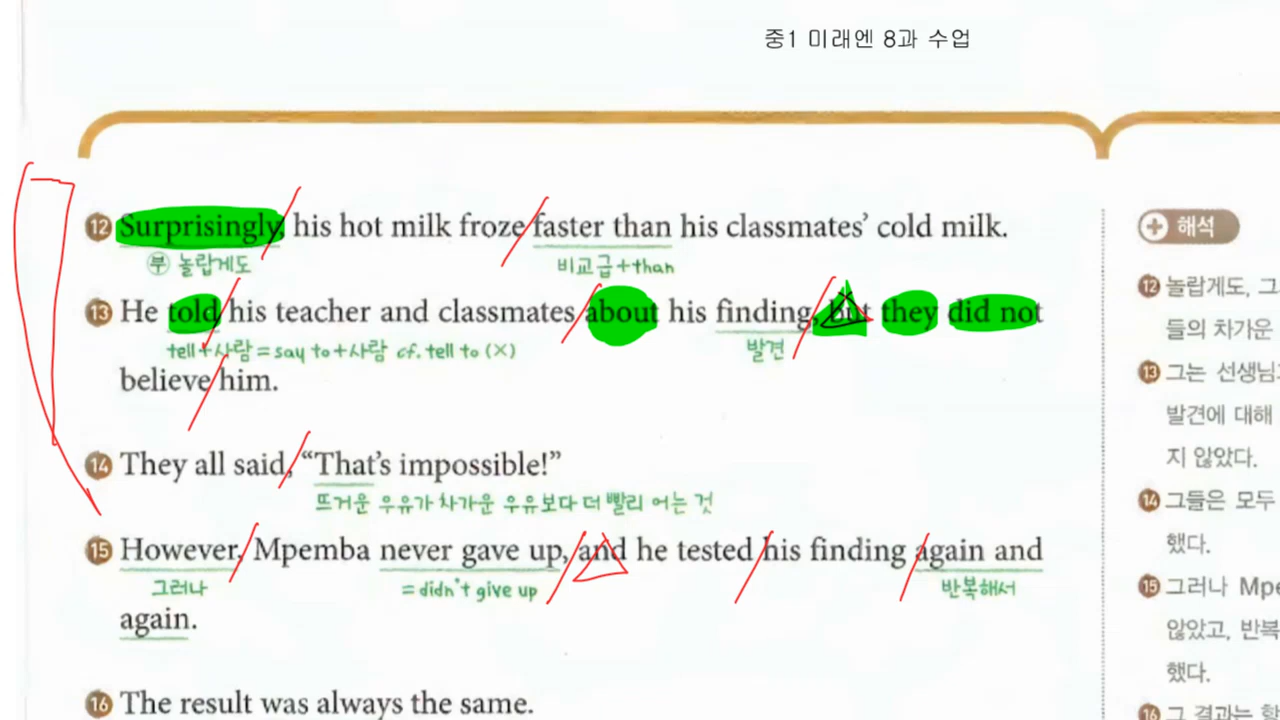 중1 미래엔 8과 수업
12 Surprisingly, his hot milk froze faster than his classmates’ cold milk.
부 놀랍게도 비교급+than
13 He told his teacher and classmates about his finding, but they did not
tell+사람 = say to+사람 cf. tell to (×) 발견
believe him.
14 They all said, “That’s impossible!”
뜨거운 우유가 차가운 우유보다 더 빨리 어는 것
15 However, Mpemba never gave up, and he tested his finding again and
그러나 = didn't give up 반복해서
again.
16 The result was always the same.
해석
12 놀랍게도, 그
들의 차가운
13 그는 선생님
발견에 대해
지 않았다.
14 그들은 모두
했다.
15 그러나 Mpe
않았고, 반복
했다.
16 그 결과는